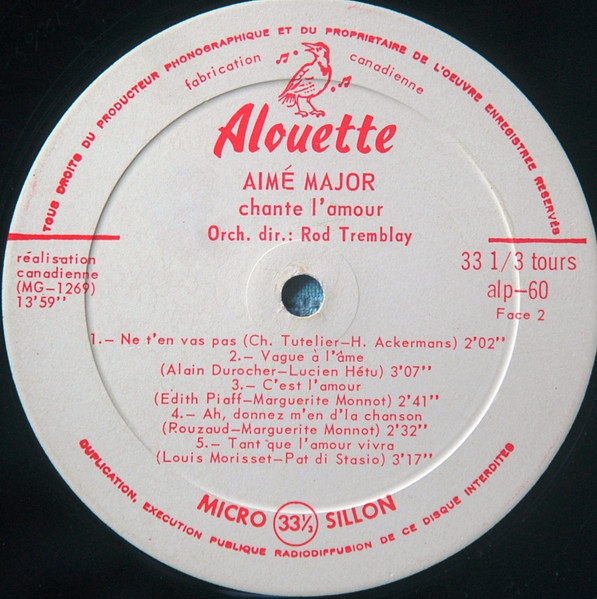 TOUS DROITS DU PRODUCTEUR PHONOGRAPHIQUE ET DU PROPRIETAIRE DE L'OEUVRE ENREGISTREE RESERVÉS
fabrication canadienne
Alouette
AIMÉ MAJOR
chante l'amour
Orch. dir.: Rod Tremblay
réalisation
canadienne
(MG-1269)
13'59''
33 1/3 tours
alp-60
Face 2
1.- Ne t'en vas pas (Ch. Tutelier-H. Ackermans) 2'02''
2.- Vague à l'âme
(Alain Durocher-Lucien Hétu) 3'07''
3.- C'est l'amour
(Edith Piaff-Marguerite Monnot) 2'41''
4.- Ah, donnez m'en d'la chanson
(Rouzaud-Marguerite Monnot) 2'32''
5.- Tant que l'amour vivra
(Louis Morisset-Pat di Stasio) 3'17''
MICRO 33⅓ SILLON
DUPLICATION, EXECUTION PUBLIQUE RADIODIFFUSION DE CE DISQUE INTERDITES